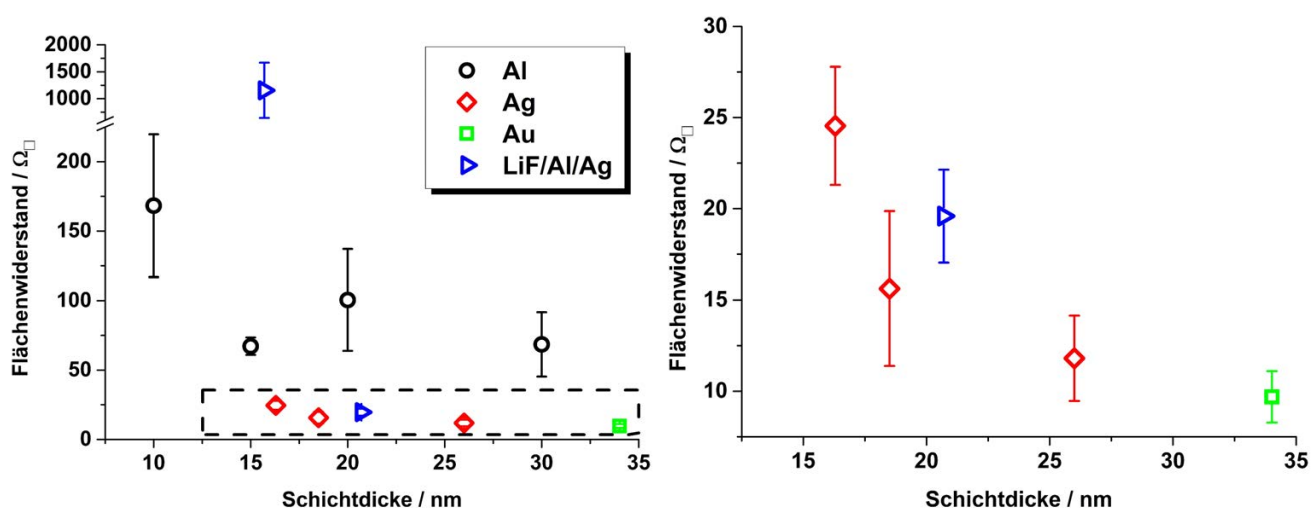 2000
1500
1000
200
150
100
50
0
Flächenwiderstand / Ω□
10 15 20 25 30 35
Schichtdicke / nm
Al
Ag
Au
LiF/Al/Ag
30
25
20
15
10
Flächenwiderstand / Ω□
15 20 25 30 35
Schichtdicke / nm